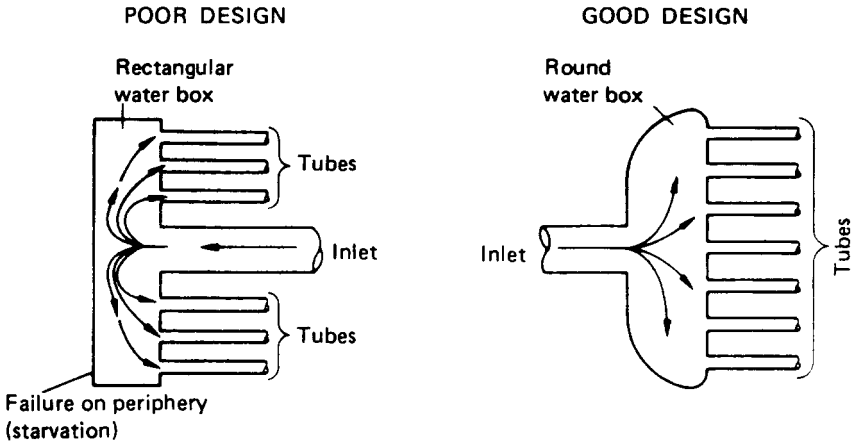 POOR DESIGN
Rectangular
water box
Tubes
Inlet
Tubes
Failure on periphery
(starvation)
GOOD DESIGN
Round
water box
Inlet
Tubes